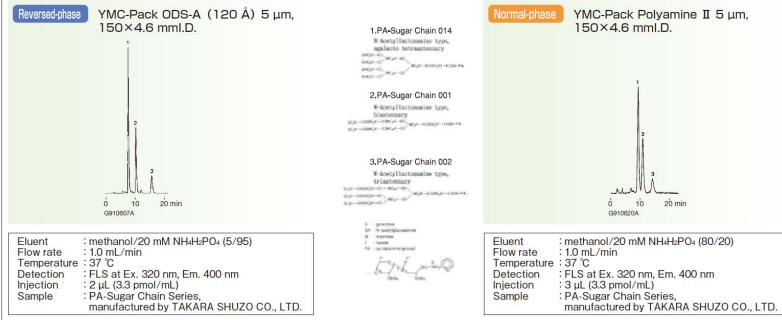 Reversed-phase
YMC-Pack ODS-A (120 Å) 5 μm,
150×4.6 mmI.D.
1
2
3
0 10 20 min
G910607A
Eluent : methanol/20 mM NH₄H₂PO₄ (5/95)
Flow rate : 1.0 mL/min
Temperature : 37 ℃
Detection : FLS at Ex. 320 nm, Em. 400 nm
Injection : 2 μL (3.3 pmol/mL)
Sample : PA-Sugar Chain Series,
manufactured by TAKARA SHUZO CO., LTD.
1.PA-Sugar Chain 014
N-Acetyllactosamine type,
agalacto tetraantennary
2.PA-Sugar Chain 001
N-Acetyllactosamine type,
biantennary
3.PA-Sugar Chain 002
N-Acetyllactosamine type,
triantennary
Normal-phase
YMC-Pack Polyamine Ⅱ 5 μm,
150×4.6 mmI.D.
1
2
3
0 10 20 min
G910620A
Eluent : methanol/20 mM NH₄H₂PO₄ (80/20)
Flow rate : 1.0 mL/min
Temperature : 37 ℃
Detection : FLS at Ex. 320 nm, Em. 400 nm
Injection : 3 μL (3.3 pmol/mL)
Sample : PA-Sugar Chain Series,
manufactured by TAKARA SHUZO CO., LTD.